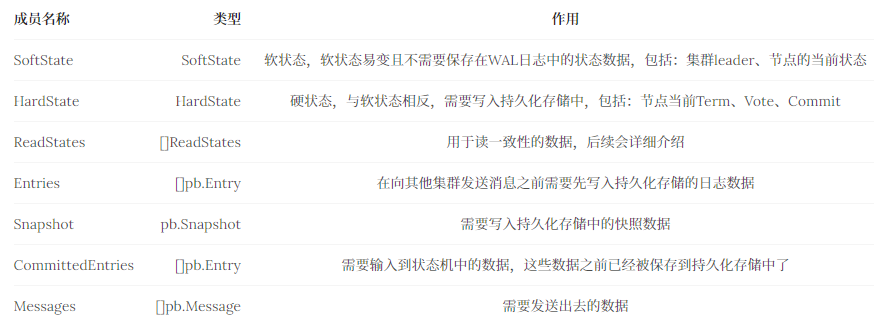 成员名称 类型 作用
SoftState SoftState 软状态，软状态易变且不需要保存在WAL日志中的状态数据，包括：集群leader、节点的当前状态
HardState HardState 硬状态，与软状态相反，需要写入持久化存储中，包括：节点当前Term、Vote、Commit
ReadStates []ReadStates 用于读一致性的数据，后续会详细介绍
Entries []pb.Entry 在向其他集群发送消息之前需要先写入持久化存储的日志数据
Snapshot pb.Snapshot 需要写入持久化存储中的快照数据
CommittedEntries []pb.Entry 需要输入到状态机中的数据，这些数据之前已经被保存到持久化存储中了
Messages []pb.Message 需要发送出去的数据